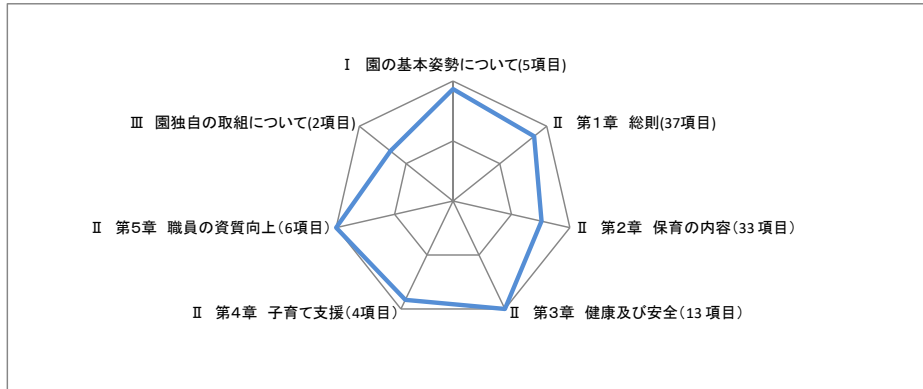 Ⅰ　園の基本姿勢について(5項目)
Ⅱ　第1章　総則(37項目)
Ⅱ　第2章　保育の内容(33項目)
Ⅱ　第3章　健康及び安全(13項目)
Ⅱ　第4章　子育て支援(4項目)
Ⅱ　第5章　職員の資質向上(6項目)
Ⅲ　園独自の取組について(2項目)